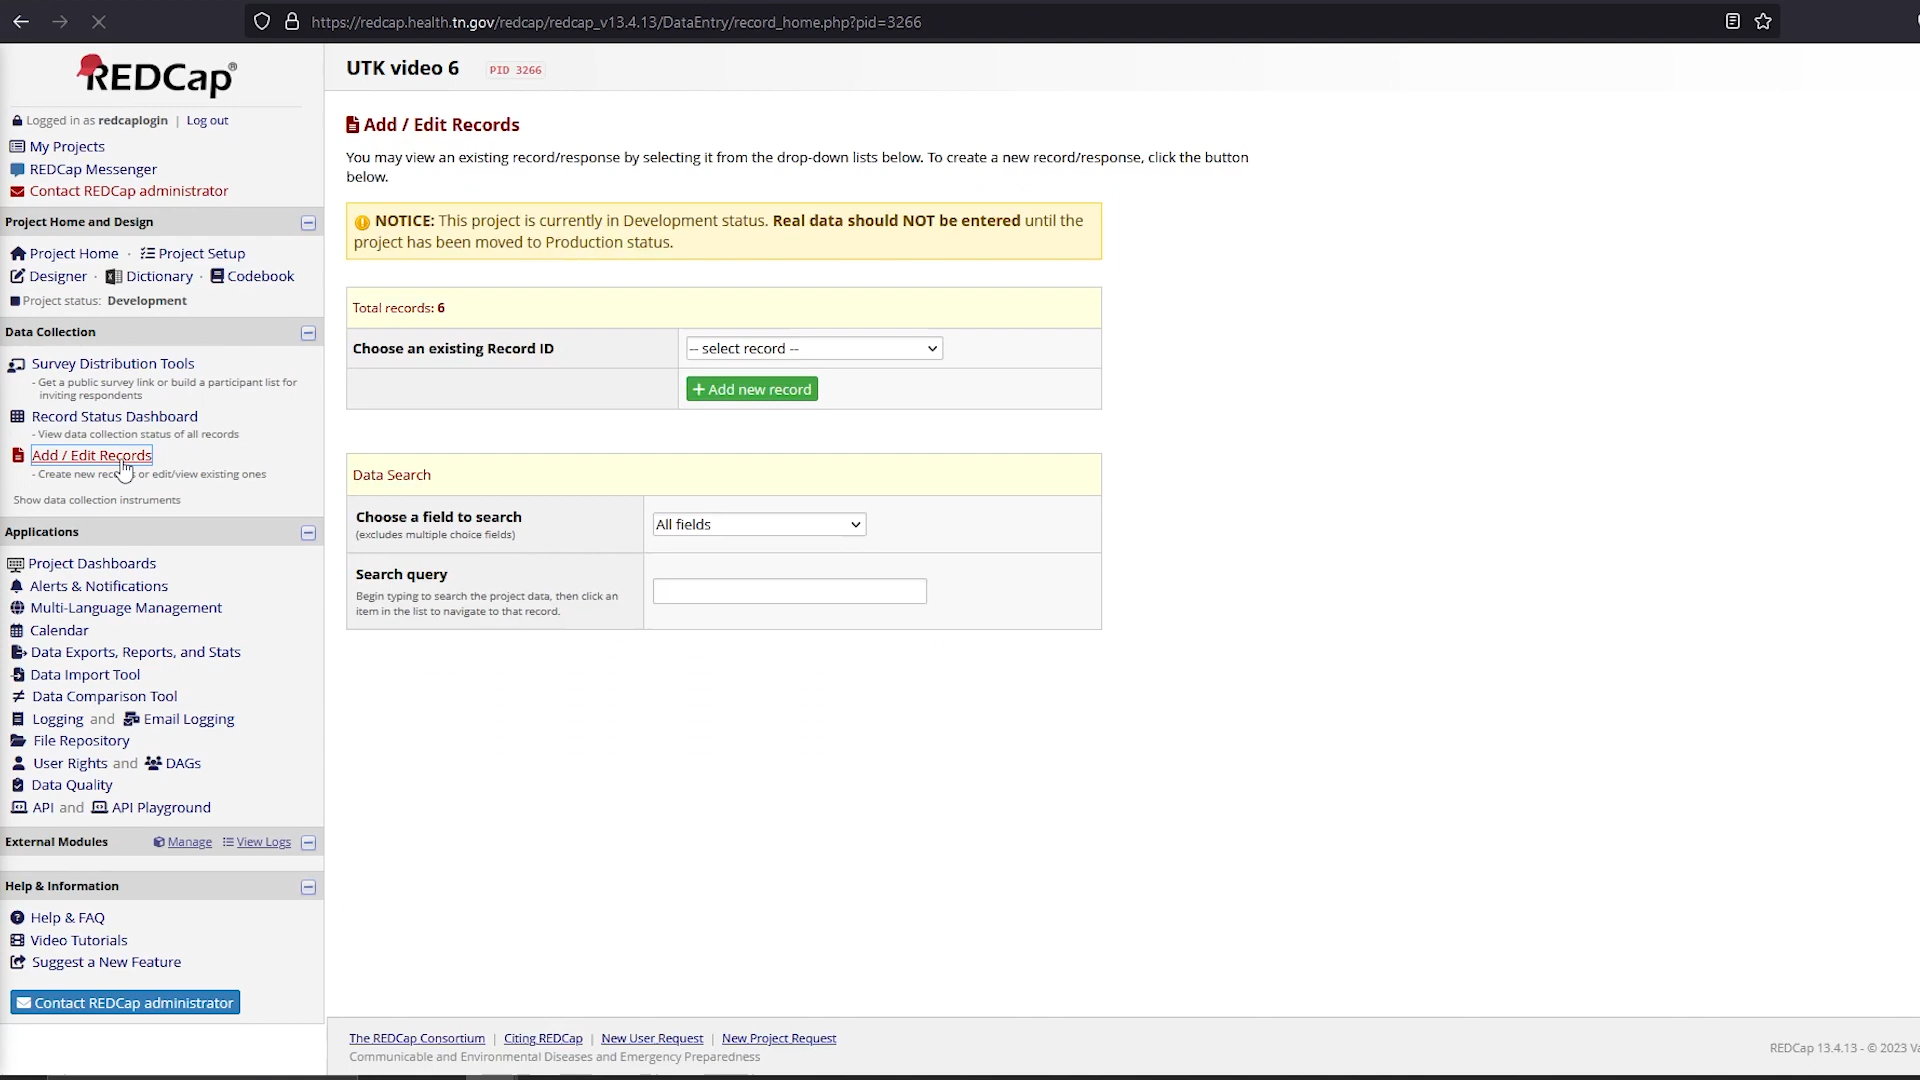 https://redcap.health.tn.gov/redcap/redcap_v13.4.13/DataEntry/record_home.php?pid=3266
REDCap®
Logged in as redcaplogin | Log out
My Projects
REDCap Messenger
Contact REDCap administrator
Project Home and Design
Project Home · Project Setup
Designer · Dictionary · Codebook
Project status: Development
Data Collection
Survey Distribution Tools
- Get a public survey link or build a participant list for
inviting respondents
Record Status Dashboard
- View data collection status of all records
Add / Edit Records
- Create new records or edit/view existing ones
Show data collection instruments
Applications
Project Dashboards
Alerts & Notifications
Multi-Language Management
Calendar
Data Exports, Reports, and Stats
Data Import Tool
Data Comparison Tool
Logging and Email Logging
File Repository
User Rights and DAGs
Data Quality
API and API Playground
External Modules Manage View Logs
Help & Information
Help & FAQ
Video Tutorials
Suggest a New Feature
Contact REDCap administrator
UTK video 6 PID 3266
Add / Edit Records
You may view an existing record/response by selecting it from the drop-down lists below. To create a new record/response, click the button
below.
NOTICE: This project is currently in Development status. Real data should NOT be entered until the
project has been moved to Production status.
Total records: 6
Choose an existing Record ID -- select record --
+ Add new record
Data Search
Choose a field to search
(excludes multiple choice fields)
All fields
Search query
Begin typing to search the project data, then click an
item in the list to navigate to that record.
The REDCap Consortium | Citing REDCap | New User Request | New Project Request
Communicable and Environmental Diseases and Emergency Preparedness
REDCap 13.4.13 - © 2023 Va